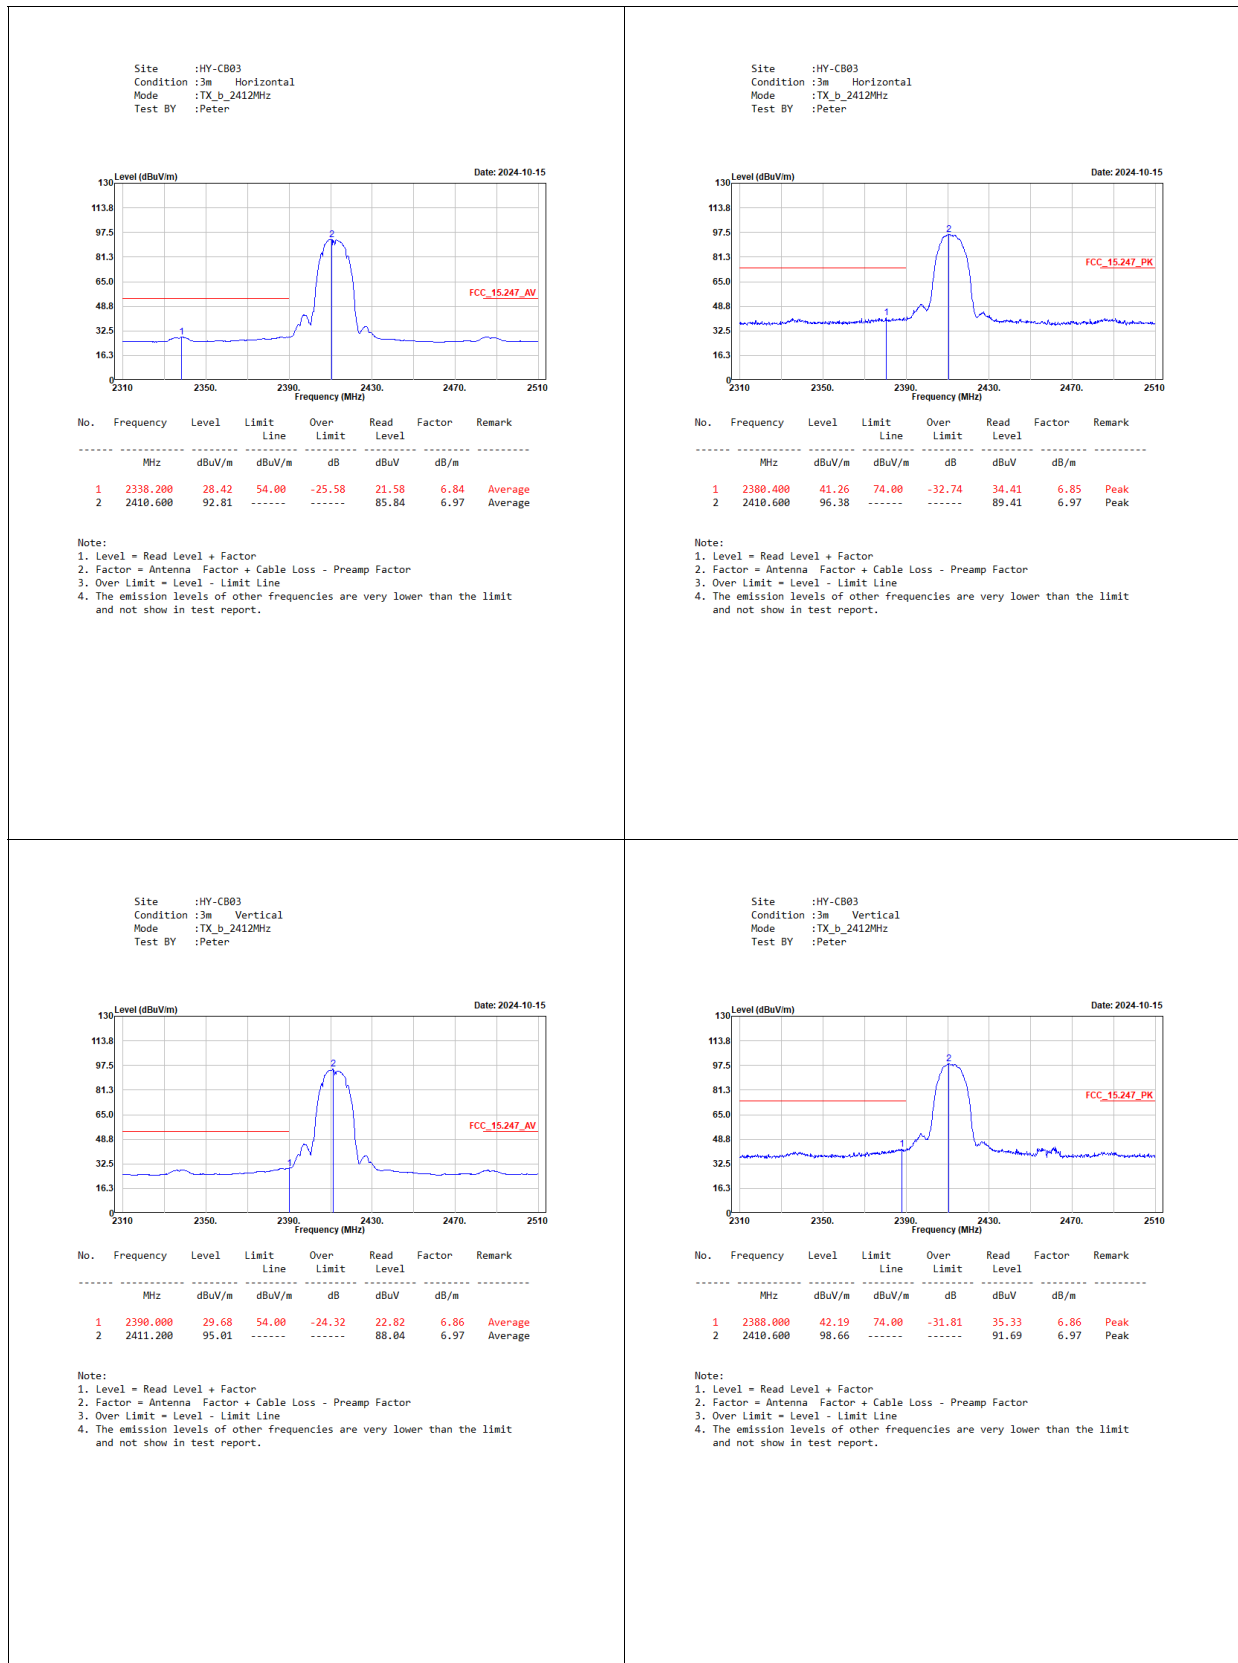 Site      :HY-CB03
Condition :3m    Horizontal
Mode      :TX_b_2412MHz
Test BY   :Peter
Level (dBuV/m)    Date: 2024-10-15
130
113.8
97.5
2
81.3
65.0
FCC_15.247_AV
48.8
32.5
1
16.3
0
2310 2350. 2390. 2430. 2470. 2510
Frequency (MHz)
No. Frequency Level Limit Over Read Factor Remark
Line Limit Level
------ ----------- -------- -------- -------- -------- -------- ---------
MHz dBuV/m dBuV/m dB dBuV dB/m
1 2338.200 28.42 54.00 -25.58 21.58 6.84 Average
2 2410.600 92.81 ------ ------ 85.84 6.97 Average
Note:
1. Level = Read Level + Factor
2. Factor = Antenna  Factor + Cable Loss - Preamp Factor
3. Over Limit = Level - Limit Line
4. The emission levels of other frequencies are very lower than the limit
and not show in test report.
Site      :HY-CB03
Condition :3m    Horizontal
Mode      :TX_b_2412MHz
Test BY   :Peter
Level (dBuV/m)    Date: 2024-10-15
130
113.8
97.5
2
81.3
FCC_15.247_PK
65.0
48.8
1
32.5
16.3
0
2310 2350. 2390. 2430. 2470. 2510
Frequency (MHz)
No. Frequency Level Limit Over Read Factor Remark
Line Limit Level
------ ----------- -------- -------- -------- -------- -------- ---------
MHz dBuV/m dBuV/m dB dBuV dB/m
1 2380.400 41.26 74.00 -32.74 34.41 6.85 Peak
2 2410.600 96.38 ------ ------ 89.41 6.97 Peak
Note:
1. Level = Read Level + Factor
2. Factor = Antenna  Factor + Cable Loss - Preamp Factor
3. Over Limit = Level - Limit Line
4. The emission levels of other frequencies are very lower than the limit
and not show in test report.
Site      :HY-CB03
Condition :3m    Vertical
Mode      :TX_b_2412MHz
Test BY   :Peter
Level (dBuV/m)    Date: 2024-10-15
130
113.8
2
97.5
81.3
65.0
FCC_15.247_AV
48.8
32.5
1
16.3
0
2310 2350. 2390. 2430. 2470. 2510
Frequency (MHz)
No. Frequency Level Limit Over Read Factor Remark
Line Limit Level
------ ----------- -------- -------- -------- -------- -------- ---------
MHz dBuV/m dBuV/m dB dBuV dB/m
1 2390.000 29.68 54.00 -24.32 22.82 6.86 Average
2 2411.200 95.01 ------ ------ 88.04 6.97 Average
Note:
1. Level = Read Level + Factor
2. Factor = Antenna  Factor + Cable Loss - Preamp Factor
3. Over Limit = Level - Limit Line
4. The emission levels of other frequencies are very lower than the limit
and not show in test report.
Site      :HY-CB03
Condition :3m    Vertical
Mode      :TX_b_2412MHz
Test BY   :Peter
Level (dBuV/m)    Date: 2024-10-15
130
113.8
2
97.5
81.3
FCC_15.247_PK
65.0
48.8
1
32.5
16.3
0
2310 2350. 2390. 2430. 2470. 2510
Frequency (MHz)
No. Frequency Level Limit Over Read Factor Remark
Line Limit Level
------ ----------- -------- -------- -------- -------- -------- ---------
MHz dBuV/m dBuV/m dB dBuV dB/m
1 2388.000 42.19 74.00 -31.81 35.33 6.86 Peak
2 2410.600 98.66 ------ ------ 91.69 6.97 Peak
Note:
1. Level = Read Level + Factor
2. Factor = Antenna  Factor + Cable Loss - Preamp Factor
3. Over Limit = Level - Limit Line
4. The emission levels of other frequencies are very lower than the limit
and not show in test report.